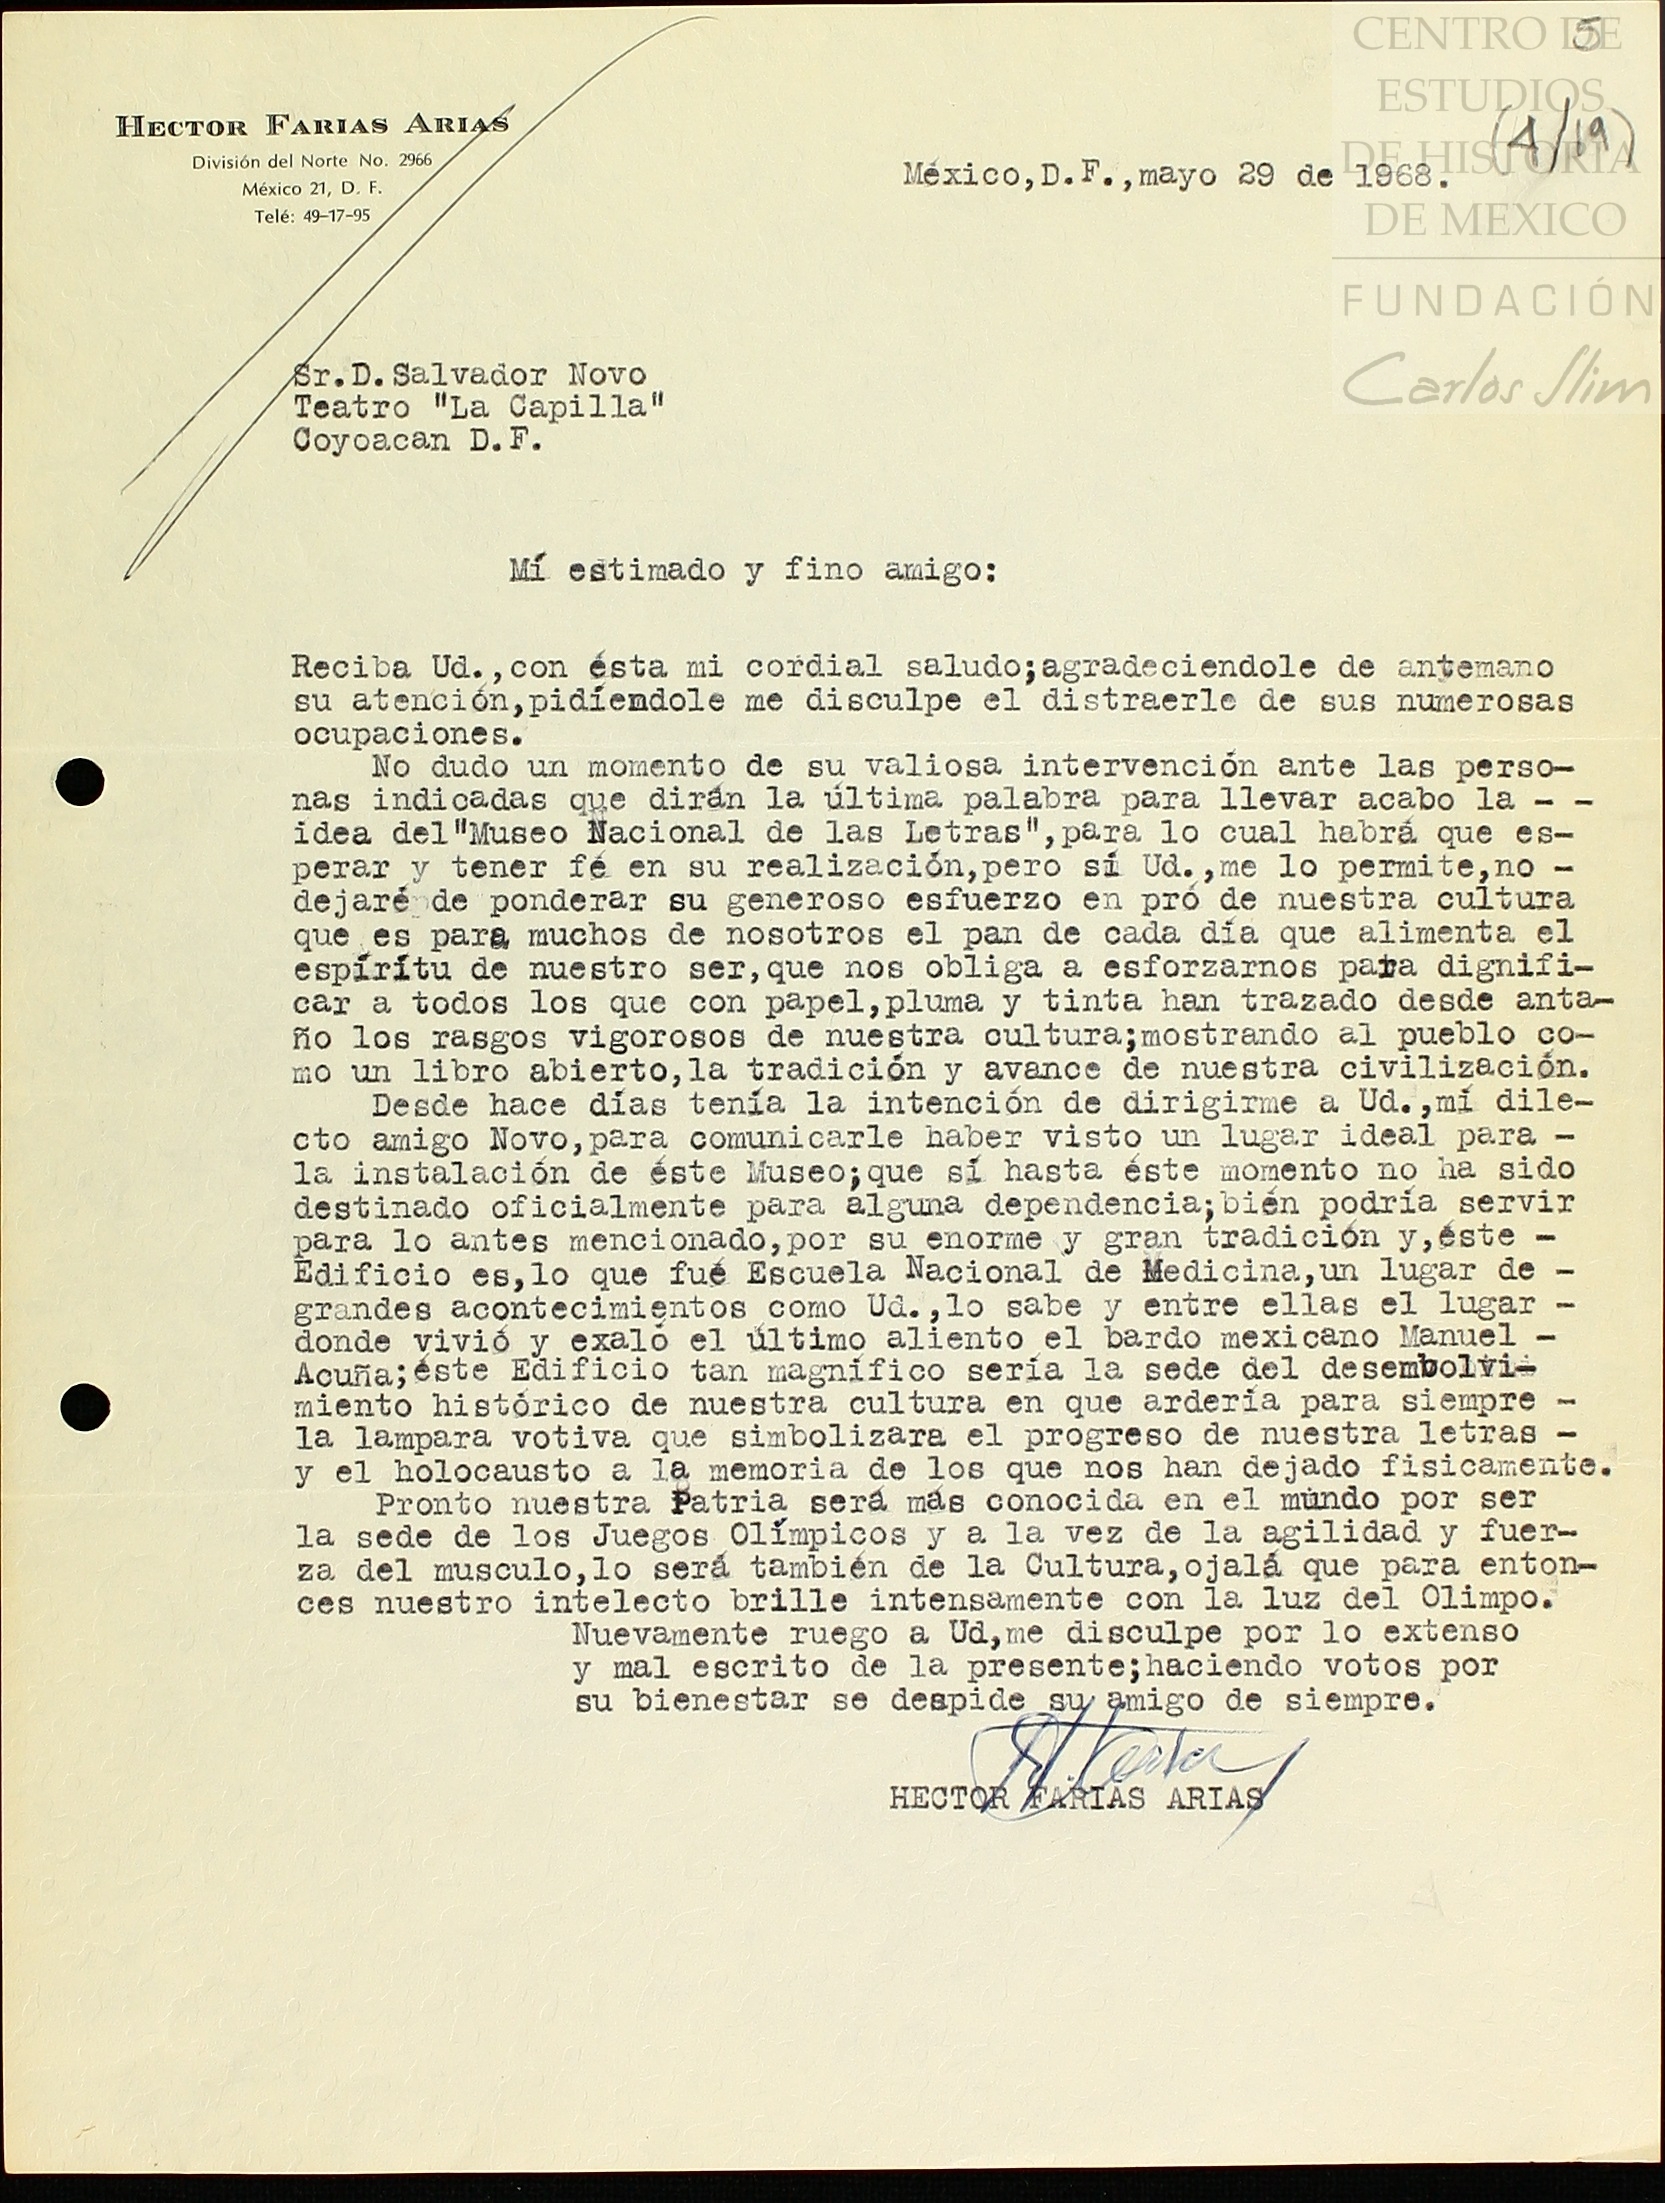 CENTRO DE
ESTUDIOS
DE HISTORIA
DE MEXICO
FUNDACIÓN
Carlos Slim
5
(4/19)
HECTOR FARIAS ARIAS
División del Norte No. 2966
México 21, D. F.
Telé: 49-17-95
México,D.F.,mayo 29 de 1968.
Sr.D.Salvador Novo
Teatro "La Capilla"
Coyoacan D.F.
Mí estimado y fino amigo:
Reciba Ud.,con ésta mi cordial saludo;agradeciendole de antemano
su atención,pidíendole me disculpe el distraerle de sus numerosas
ocupaciones.
No dudo un momento de su valiosa intervención ante las perso-
nas indicadas que dirán la última palabra para llevar acabo la - -
idea del"Museo Nacional de las Letras",para lo cual habrá que es-
perar y tener fé en su realización,pero sí Ud.,me lo permite,no -
dejaré de ponderar su generoso esfuerzo en pró de nuestra cultura
que es para muchos de nosotros el pan de cada día que alimenta el
espírítu de nuestro ser,que nos obliga a esforzarnos para dignifi-
car a todos los que con papel,pluma y tinta han trazado desde anta-
ño los rasgos vigorosos de nuestra cultura;mostrando al pueblo co-
mo un libro abierto,la tradición y avance de nuestra civilización.
Desde hace días tenía la intención de dirigirme a Ud.,mí dile-
cto amigo Novo,para comunicarle haber visto un lugar ideal para -
la instalación de éste Museo;que sí hasta éste momento no ha sido
destinado oficialmente para alguna dependencia;bién podría servir
para lo antes mencionado,por su enorme y gran tradición y,éste -
Edificio es,lo que fué Escuela Nacional de Medicina,un lugar de -
grandes acontecimientos como Ud.,lo sabe y entre ellas el lugar -
donde vivió y exaló el último aliento el bardo mexicano Manuel -
Acuña;éste Edificio tan magnífico sería la sede del desembolvi-
miento histórico de nuestra cultura en que ardería para siempre -
la lampara votiva que simbolizara el progreso de nuestra letras -
y el holocausto a la memoria de los que nos han dejado fisicamente.
Pronto nuestra Patria será más conocida en el mundo por ser
la sede de los Juegos Olímpicos y a la vez de la agilidad y fuer-
za del musculo,lo será también de la Cultura,ojalá que para enton-
ces nuestro intelecto brille intensamente con la luz del Olimpo.
Nuevamente ruego a Ud,me disculpe por lo extenso
y mal escrito de la presente;haciendo votos por
su bienestar se despide su amigo de siempre.
HECTOR FARIAS ARIAS